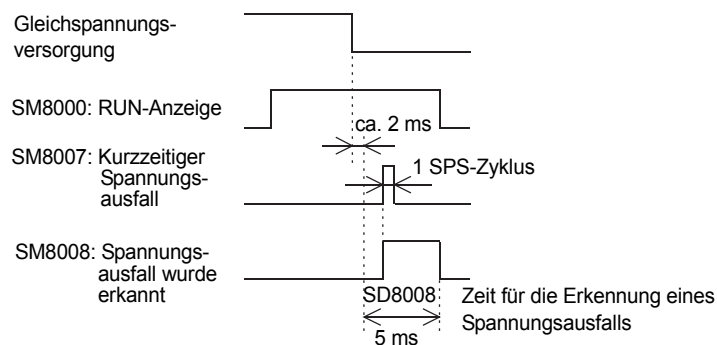 Gleichspannungs-
versorgung
SM8000: RUN-Anzeige
ca. 2 ms
SM8007: Kurzzeitiger
Spannungs-
ausfall
1 SPS-Zyklus
SM8008: Spannungs-
ausfall wurde
erkannt
SD8008
5 ms
Zeit für die Erkennung eines
Spannungsausfalls